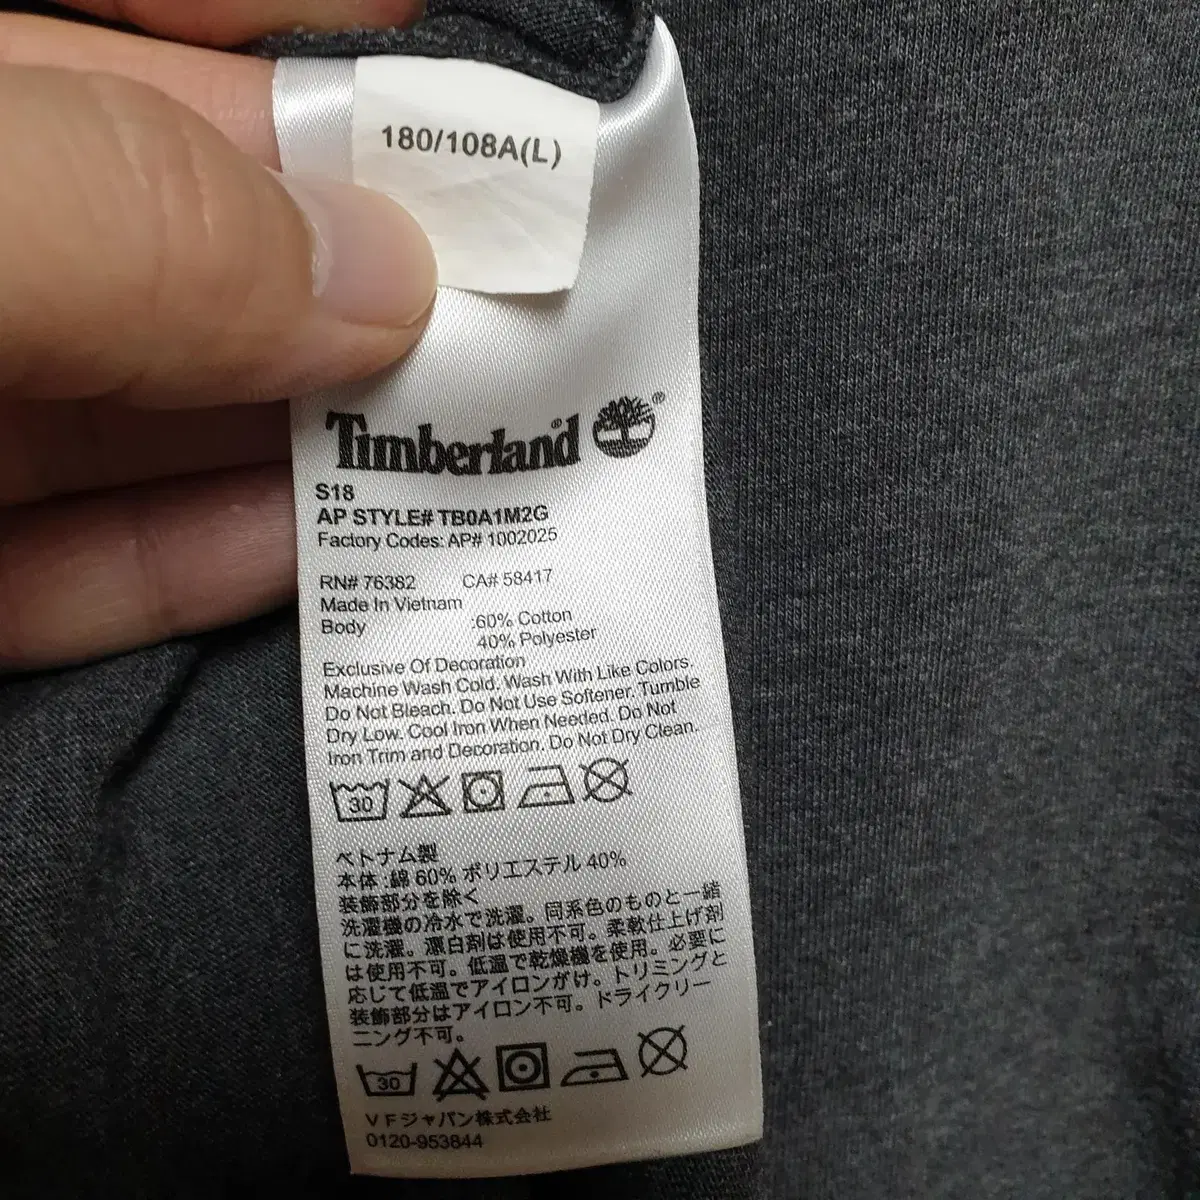 180/108A(L)
Timberland ®
S18
AP STYLE# TB0A1M2G
Factory Codes: AP# 1002025
RN# 76382 CA# 58417
Made In Vietnam
Body :60% Cotton
40% Polyester
Exclusive Of Decoration
Machine Wash Cold. Wash With Like Colors.
Do Not Bleach. Do Not Use Softener. Tumble
Dry Low. Cool Iron When Needed. Do Not
Iron Trim and Decoration. Do Not Dry Clean.
30
ベトナム製
本体:綿 60% ポリエステル 40%
装飾部分を除く
洗濯機の冷水で洗濯。同系色のものと一緒
に洗濯。漂白剤は使用不可。柔軟仕上げ剤
は使用不可。低温で乾燥機を使用。必要に
応じて低温でアイロンがけ。トリミングと
装飾部分はアイロン不可。ドライクリー
ニング不可。
30
VFジャパン株式会社
0120-953844